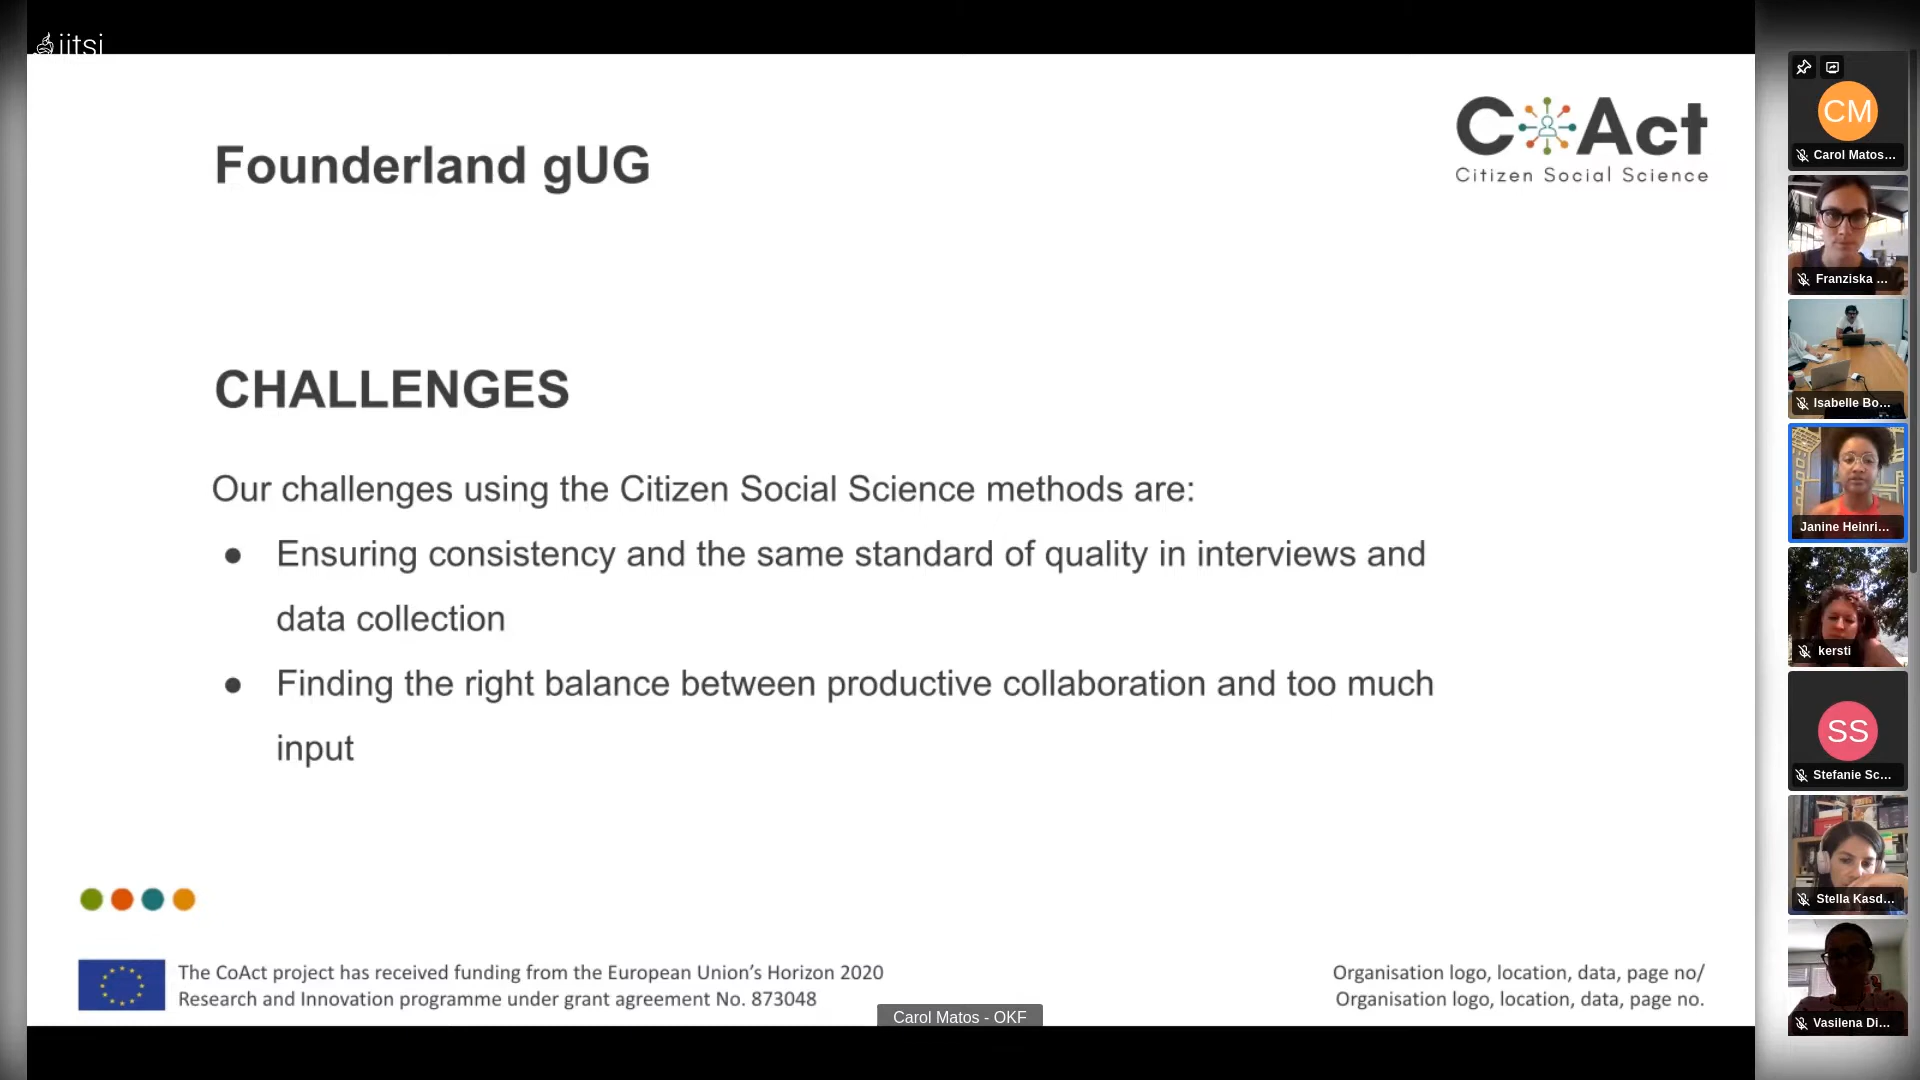 jitsi
Founderland gUG
CoAct
Citizen Social Science
CHALLENGES
Our challenges using the Citizen Social Science methods are:
● Ensuring consistency and the same standard of quality in interviews and
data collection
● Finding the right balance between productive collaboration and too much
input
The CoAct project has received funding from the European Union’s Horizon 2020
Research and Innovation programme under grant agreement No. 873048
Organisation logo, location, data, page no/
Organisation logo, location, data, page no.
Carol Matos - OKF
CM
Carol Matos...
Franziska ...
Isabelle Bo...
Janine Heinri...
kersti
SS
Stefanie Sc...
Stella Kasd...
Vasilena Di...